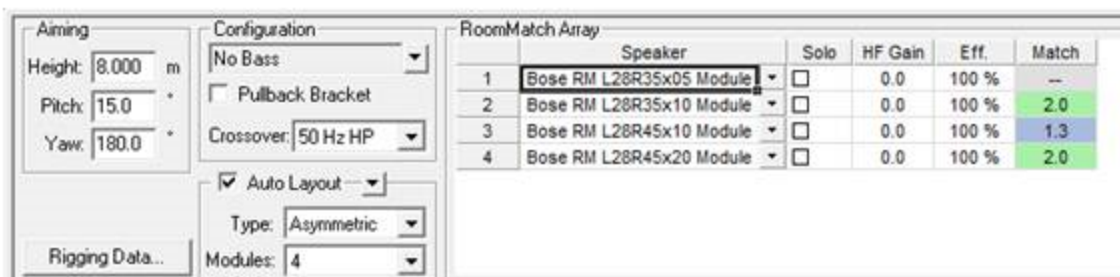 Aiming
Height: 8.000 m
Pitch: 15.0 °
Yaw: 180.0 °
Rigging Data...
Configuration
No Bass
Pullback Bracket
Crossover: 50 Hz HP
Auto Layout
Type: Asymmetric
Modules: 4
RoomMatch Array
Speaker Solo HF Gain Eff. Match
1 Bose RM L28R35x05 Module 0.0 100 % --
2 Bose RM L28R35x10 Module 0.0 100 % 2.0
3 Bose RM L28R45x10 Module 0.0 100 % 1.3
4 Bose RM L28R45x20 Module 0.0 100 % 2.0